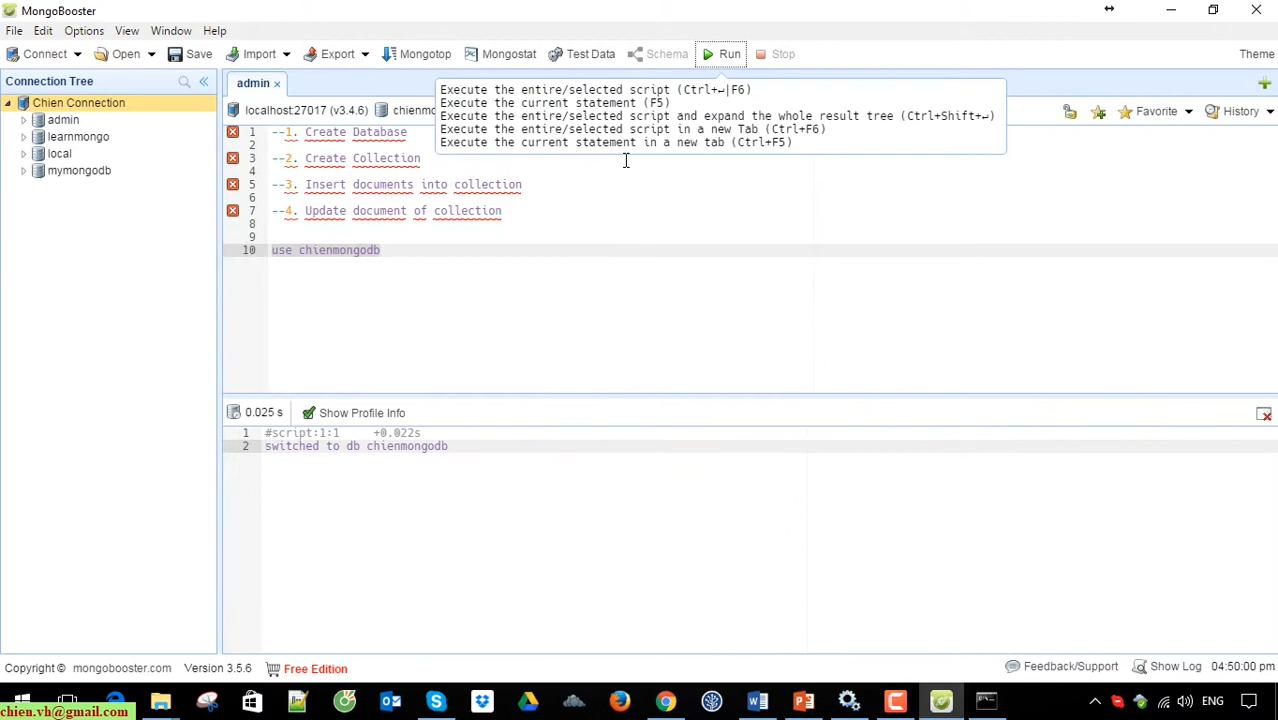 MongoBooster
File Edit Options View Window Help
Connect Open Save Import Export Mongotop Mongostat Test Data Schema Run Stop Theme
Connection Tree
admin ×
Execute the entire/selected script (Ctrl+↵|F6)
Execute the current statement (F5)
Execute the entire/selected script and expand the whole result tree (Ctrl+Shift+↵)
Execute the entire/selected script in a new Tab (Ctrl+F6)
Execute the current statement in a new tab (Ctrl+F5)
Chien Connection
admin
learnmongo
local
mymongodb
localhost:27017 (v3.4.6) chienmo
Favorite History
1 --1. Create Database
2
3 --2. Create Collection
4
5 --3. Insert documents into collection
6
7 --4. Update document of collection
8
9
10 use chienmongodb
0.025 s Show Profile Info
1 #script:1:1 +0.022s
2 switched to db chienmongodb
Copyright © mongobooster.com Version 3.5.6 Free Edition Feedback/Support Show Log 04:50:00 pm
ENG
chien.vh@gmail.com